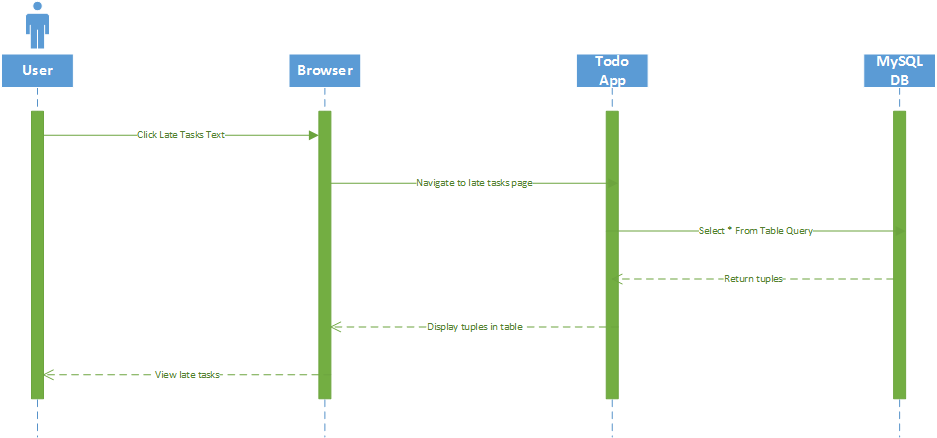 User
Browser
Todo
App
MySQL
DB
Click Late Tasks Text
Navigate to late tasks page
Select * From Table Query
Return tuples
Display tuples in table
View late tasks